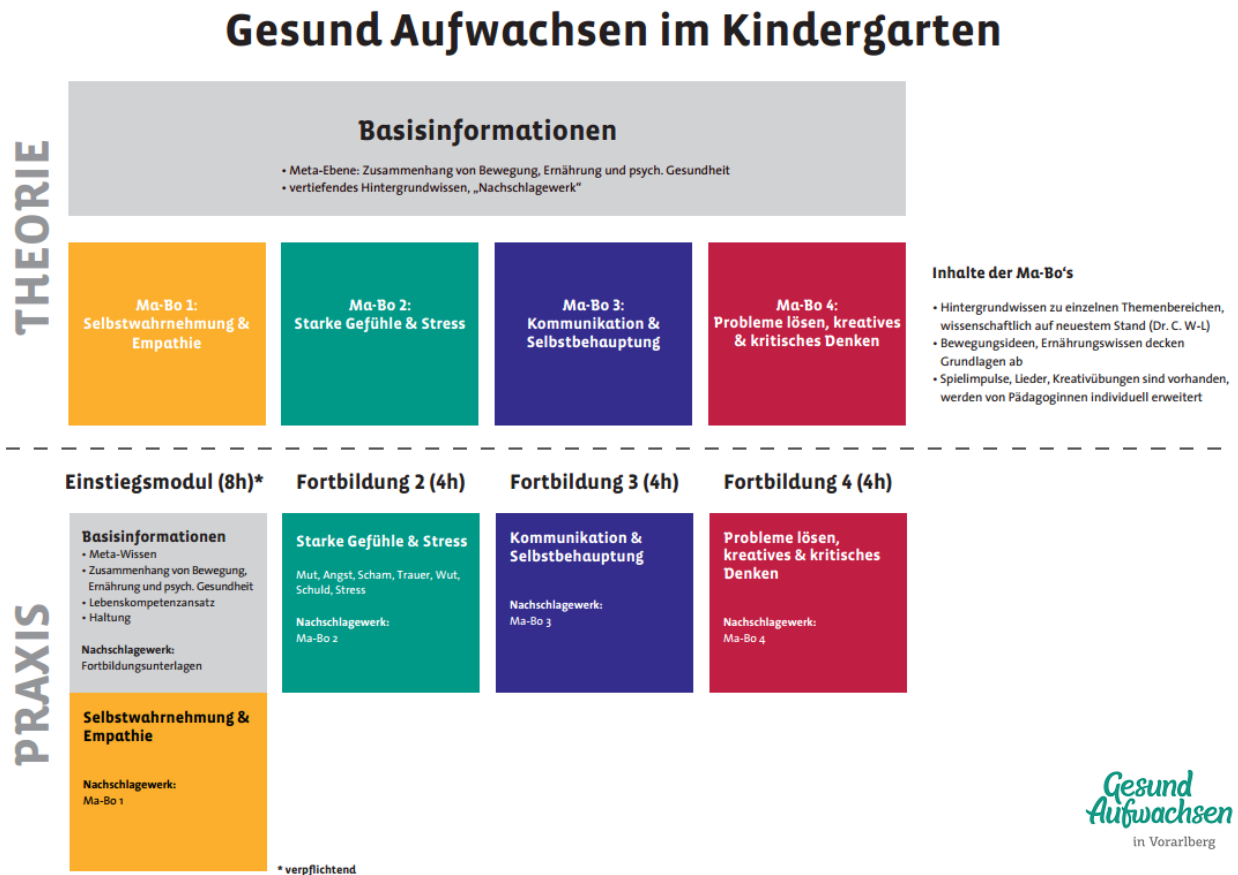 Gesund Aufwachsen im Kindergarten
THEORIE
Basisinformationen
• Meta-Ebene: Zusammenhang von Bewegung, Ernährung und psych. Gesundheit
• vertiefendes Hintergrundwissen, „Nachschlagewerk“
Ma-Bo 1:
Selbstwahrnehmung &
Empathie
Ma-Bo 2:
Starke Gefühle & Stress
Ma-Bo 3:
Kommunikation &
Selbstbehauptung
Ma-Bo 4:
Probleme lösen, kreatives
& kritisches Denken
Inhalte der Ma-Bo‘s
• Hintergrundwissen zu einzelnen Themenbereichen,
wissenschaftlich auf neuestem Stand (Dr. C. W-L)
• Bewegungsideen, Ernährungswissen decken
Grundlagen ab
• Spielimpulse, Lieder, Kreativübungen sind vorhanden,
werden von Pädagoginnen individuell erweitert
PRAXIS
Einstiegsmodul (8h)*
Basisinformationen
• Meta-Wissen
• Zusammenhang von Bewegung,
Ernährung und psych. Gesundheit
• Lebenskompetenzansatz
• Haltung
Nachschlagewerk:
Fortbildungsunterlagen
Selbstwahrnehmung &
Empathie
Nachschlagewerk:
Ma-Bo 1
Fortbildung 2 (4h)
Starke Gefühle & Stress
Mut, Angst, Scham, Trauer, Wut,
Schuld, Stress
Nachschlagewerk:
Ma-Bo 2
Fortbildung 3 (4h)
Kommunikation &
Selbstbehauptung
Nachschlagewerk:
Ma-Bo 3
Fortbildung 4 (4h)
Probleme lösen,
kreatives & kritisches
Denken
Nachschlagewerk:
Ma-Bo 4
* verpflichtend
Gesund
Aufwachsen
in Vorarlberg